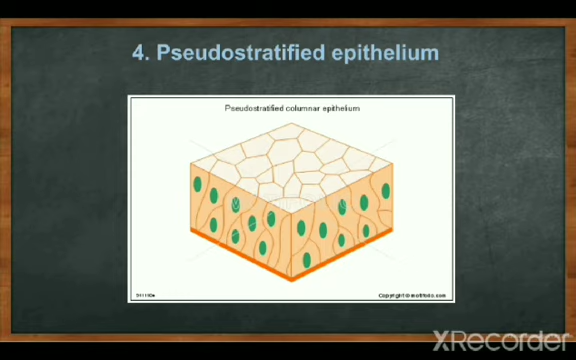 4. Pseudostratified epithelium
Pseudostratified columnar epithelium
Copyright © motifolio.com
XRecorder